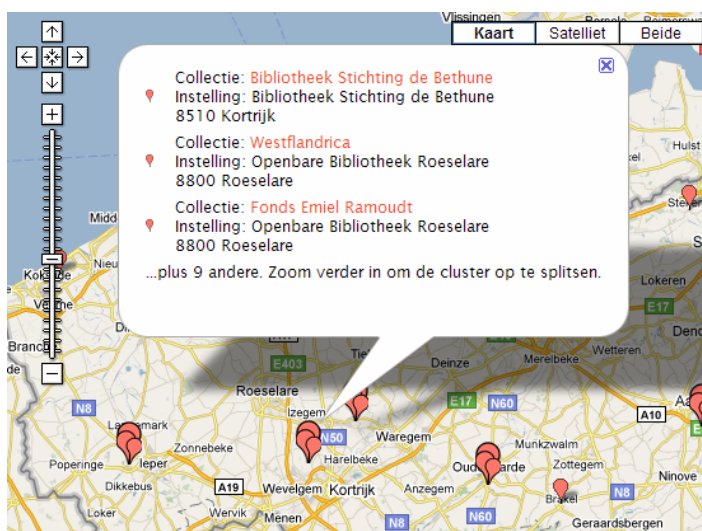 Vlissingen
Kaart
Satelliet
Beide
Collectie: Bibliotheek Stichting de Bethune
Instelling: Bibliotheek Stichting de Bethune
8510 Kortrijk
Collectie: Westflandrica
Instelling: Openbare Bibliotheek Roeselare
8800 Roeselare
Collectie: Fonds Emiel Ramoudt
Instelling: Openbare Bibliotheek Roeselare
8800 Roeselare
...plus 9 andere. Zoom verder in om de cluster op te splitsen.
Hulst
Midd
Nieu
Lokeren
E17
Deinze
Merelbeke
Wetteren
E403
Roeselare
Izegem
E17
N60
A10
N8
Zonnebeke
N50
Waregem
Munkzwalm
Poperinge
Ieper
Harelbeke
Zottegem
Dikkebus
A19
Wevelgem
Kortrijk
Anzegem
Brakel
N8
Ninove
Loker
Wervik
Menen
N8
N60
Geraardsbergen